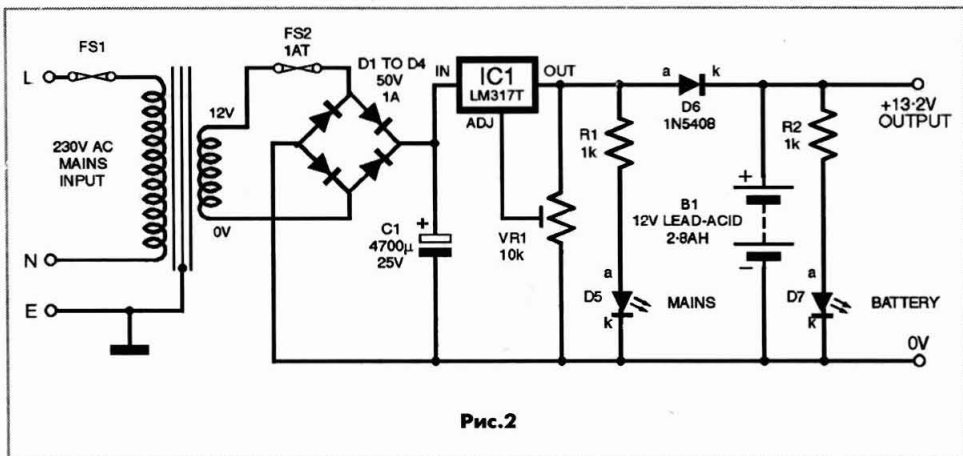 FS1
L
230V AC
MAINS
INPUT
N
E
12V
0V
FS2
1AT
D1 TO D4
50V
1A
C1
4700µ
25V
+
IN
IC1
LM317T
OUT
ADJ
VR1
10k
R1
1k
a
D5
k
MAINS
a
k
D6
1N5408
+
B1
12V LEAD-ACID
2·8AH
−
R2
1k
a
D7
k
BATTERY
+13·2V
OUTPUT
0V
Рис.2